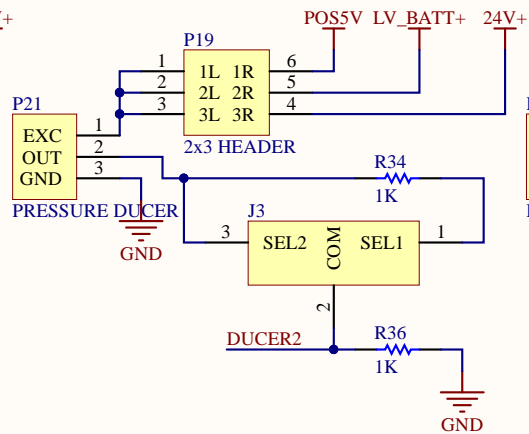 /+
POS5V LV_BATT+ 24V+
P19
1 1L 1R 6
2 2L 2R 5
3 3L 3R 4
2x3 HEADER
P21
EXC 1
OUT 2
GND 3
PRESSURE DUCER
GND
R34
1K
J3
3 SEL2 COM SEL1 1
2
DUCER2
R36
1K
GND